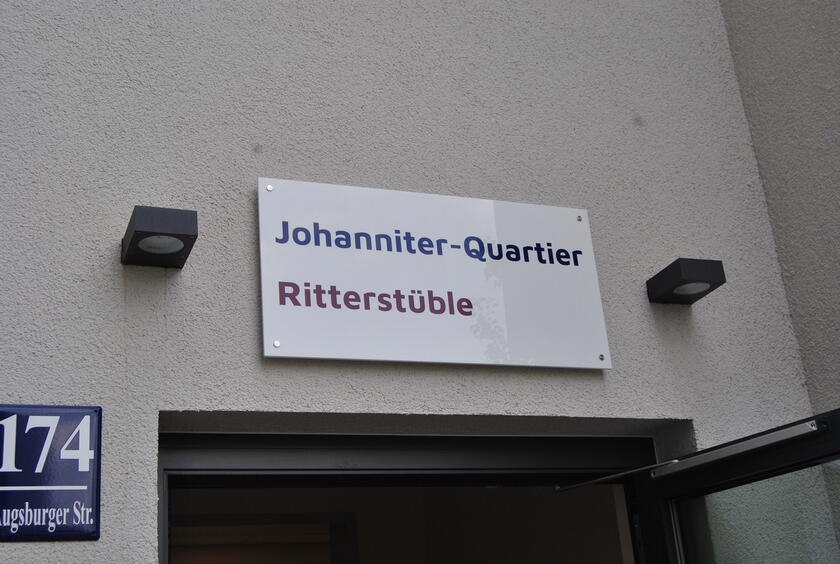 Johanniter-Quartier
Ritterstüble
174
Augsburger Str.